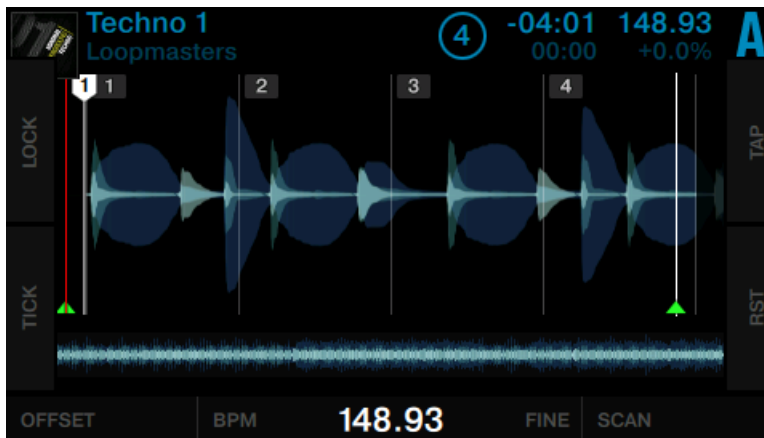 Techno 1
Loopmasters
4
-04:01
148.93
00:00
+0.0%
A
LOCK
TICK
1
1
2
3
4
TAP
RST
OFFSET
BPM
148.93
FINE
SCAN